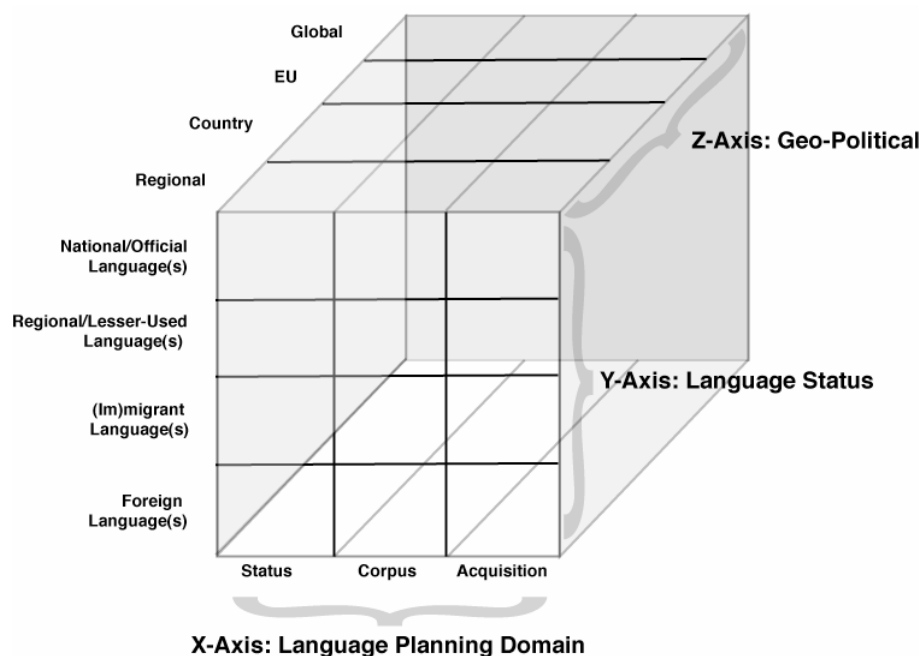 Global
EU
Country
Regional
Z-Axis: Geo-Political
National/Official
Language(s)
Regional/Lesser-Used
Language(s)
Y-Axis: Language Status
(Im)migrant
Language(s)
Foreign
Language(s)
Status
Corpus
Acquisition
X-Axis: Language Planning Domain